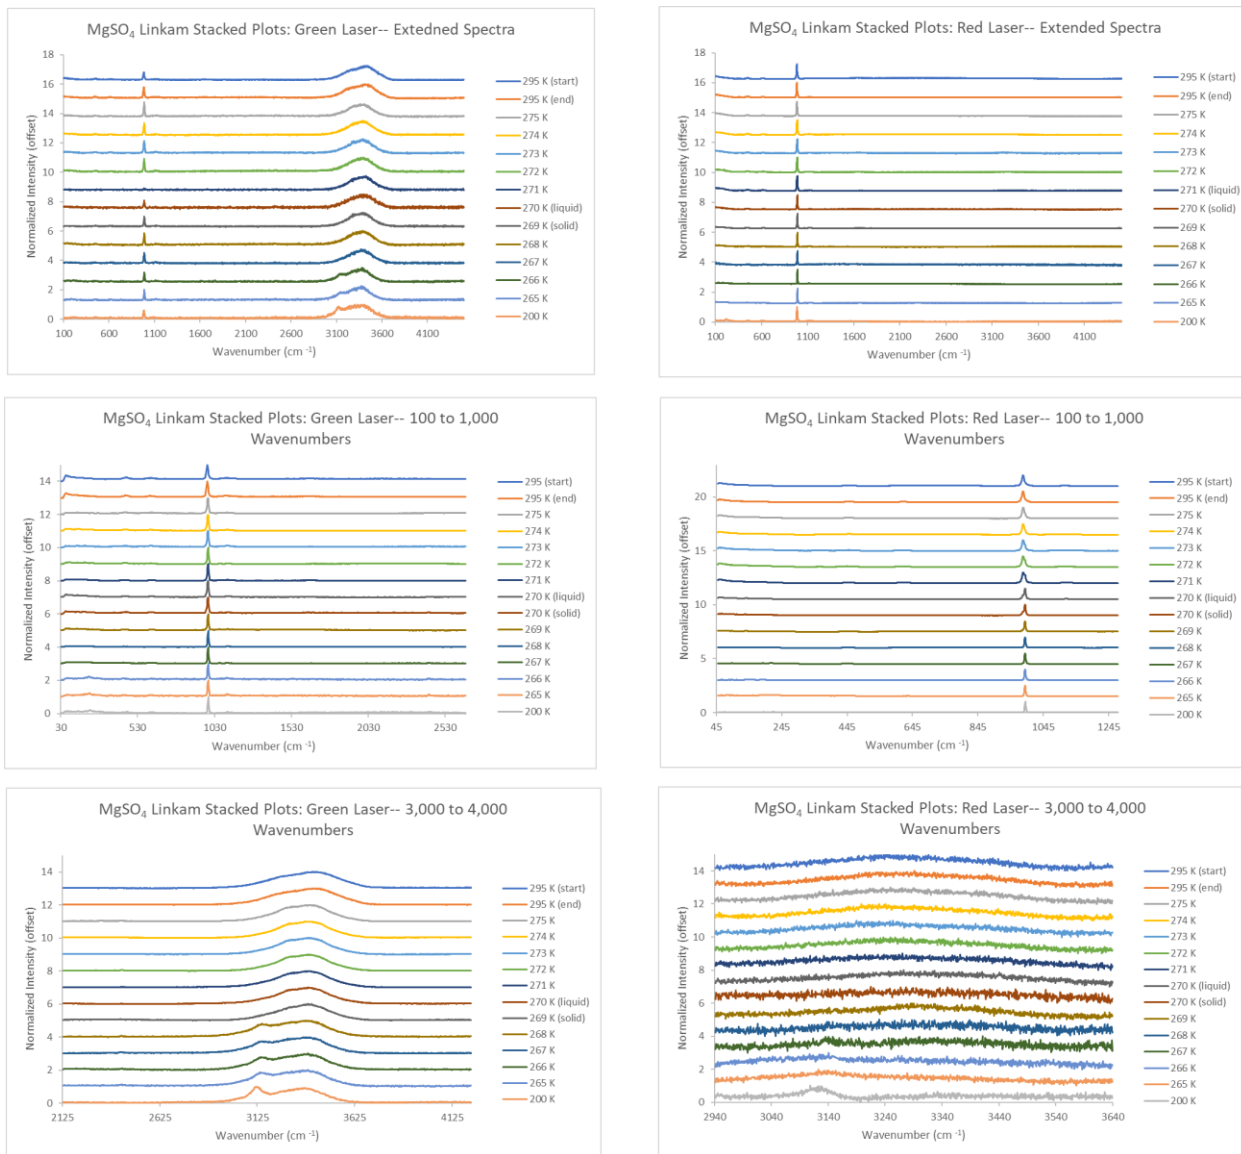 MgSO4 Linkam Stacked Plots: Green Laser-- Extedned Spectra
Normalized Intensity (offset)
18
16
14
12
10
8
6
4
2
0
100 600 1100 1600 2100 2600 3100 3600 4100
Wavenumber (cm -1)
295 K (start)
295 K (end)
275 K
274 K
273 K
272 K
271 K
270 K (liquid)
269 K (solid)
268 K
267 K
266 K
265 K
200 K
MgSO4 Linkam Stacked Plots: Red Laser-- Extended Spectra
Normalized Intensity (offset)
18
16
14
12
10
8
6
4
2
0
100 600 1100 1600 2100 2600 3100 3600 4100
Wavenumber (cm -1)
295 K (start)
295 K (end)
275 K
274 K
273 K
272 K
271 K (liquid)
270 K (solid)
269 K
268 K
267 K
266 K
265 K
200 K
MgSO4 Linkam Stacked Plots: Green Laser-- 100 to 1,000
Wavenumbers
Normalized Intensity (offset)
14
12
10
8
6
4
2
0
30 530 1030 1530 2030 2530
Wavenumber (cm -1)
295 (start)
295 K (end)
275 K
274 K
273 K
272 K
271 K
270 K (liquid)
270 K (solid)
269 K
268 K
267 K
266 K
265 K
200 K
MgSO4 Linkam Stacked Plots: Red Laser-- 100 to 1,000
Wavenumbers
Normalized Intensity (offset)
20
15
10
5
0
45 245 445 645 845 1045 1245
Wavenumber (cm -1)
295 K (start)
295 K (end)
275 K
274 K
273 K
272 K
271 K
270 K (liquid)
270 K (solid)
269 K
268 K
267 K
266 K
265 K
200 K
MgSO4 Linkam Stacked Plots: Green Laser-- 3,000 to 4,000
Wavenumbers
Normalized Intensity (offset)
14
12
10
8
6
4
2
0
2125 2625 3125 3625 4125
Wavenumber (cm -1)
295 K (start)
295 K (end)
275 K
274 K
273 K
272 K
271 K
270 K (liquid)
269 K (solid)
268 K
267 K
266 K
265 K
200 K
MgSO4 Linkam Stacked Plots: Red Laser-- 3,000 to 4,000
Wavenumbers
Normalized Intensity (offset)
14
12
10
8
6
4
2
0
2940 3040 3140 3240 3340 3440 3540 3640
Wavenumber (cm -1)
295 K (start)
295 K (end)
275 K
274 K
273 K
272 K
271 K
270 K (liquid)
270 K (solid)
269 K
268 K
267 K
266 K
265 K
200 K